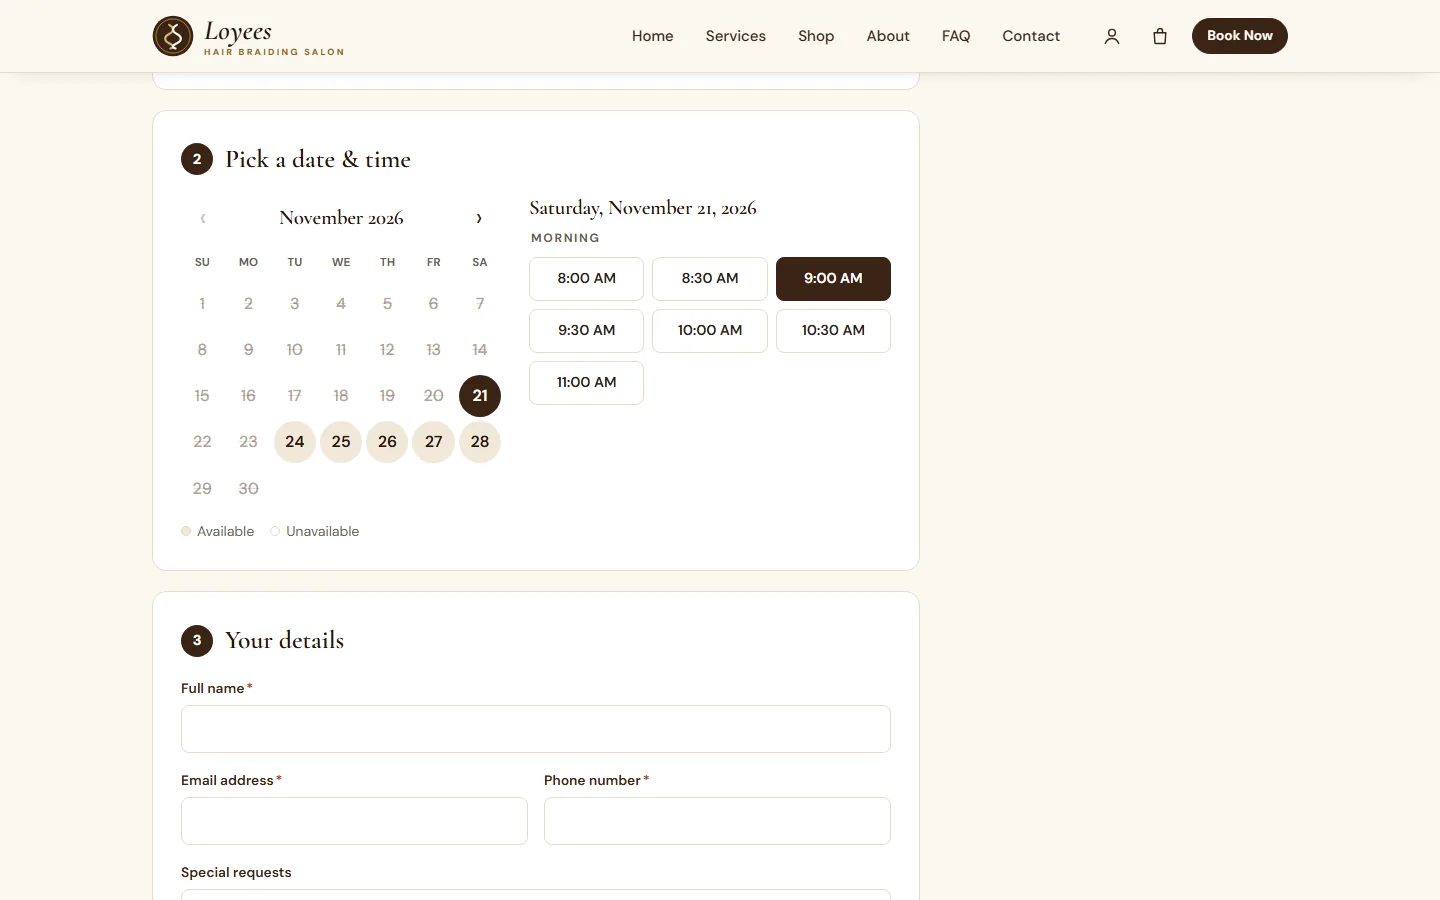 Loyees
HAIR BRAIDING SALON
Home Services Shop About FAQ Contact Book Now
2 Pick a date & time
‹ November 2026 ›
SU MO TU WE TH FR SA
1 2 3 4 5 6 7
8 9 10 11 12 13 14
15 16 17 18 19 20 21
22 23 24 25 26 27 28
29 30
Available Unavailable
Saturday, November 21, 2026
MORNING
8:00 AM 8:30 AM 9:00 AM
9:30 AM 10:00 AM 10:30 AM
11:00 AM
3 Your details
Full name *
Email address * Phone number *
Special requests